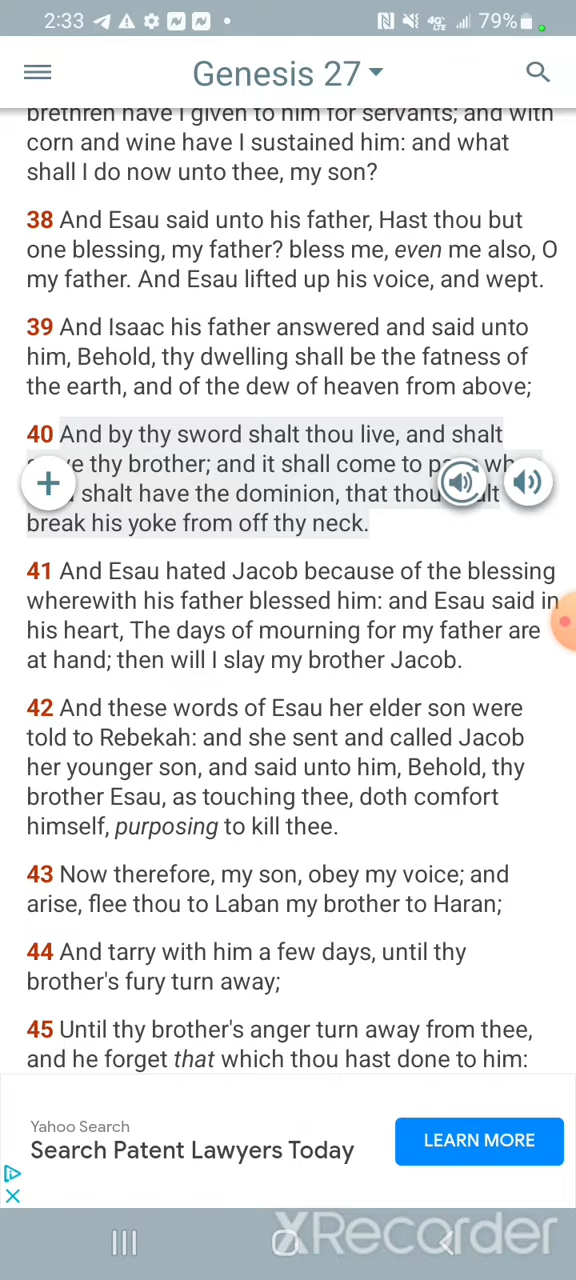 2:33
4G LTE 79%
Genesis 27
brethren have I given to him for servants; and with
corn and wine have I sustained him: and what
shall I do now unto thee, my son?
38 And Esau said unto his father, Hast thou but
one blessing, my father? bless me, even me also, O
my father. And Esau lifted up his voice, and wept.
39 And Isaac his father answered and said unto
him, Behold, thy dwelling shall be the fatness of
the earth, and of the dew of heaven from above;
40 And by thy sword shalt thou live, and shalt
thy brother; and it shall come to
shalt have the dominion, that thou
break his yoke from off thy neck.
41 And Esau hated Jacob because of the blessing
wherewith his father blessed him: and Esau said in
his heart, The days of mourning for my father are
at hand; then will I slay my brother Jacob.
42 And these words of Esau her elder son were
told to Rebekah: and she sent and called Jacob
her younger son, and said unto him, Behold, thy
brother Esau, as touching thee, doth comfort
himself, purposing to kill thee.
43 Now therefore, my son, obey my voice; and
arise, flee thou to Laban my brother to Haran;
44 And tarry with him a few days, until thy
brother's fury turn away;
45 Until thy brother's anger turn away from thee,
and he forget that which thou hast done to him:
Yahoo Search
Search Patent Lawyers Today
LEARN MORE
XRecorder